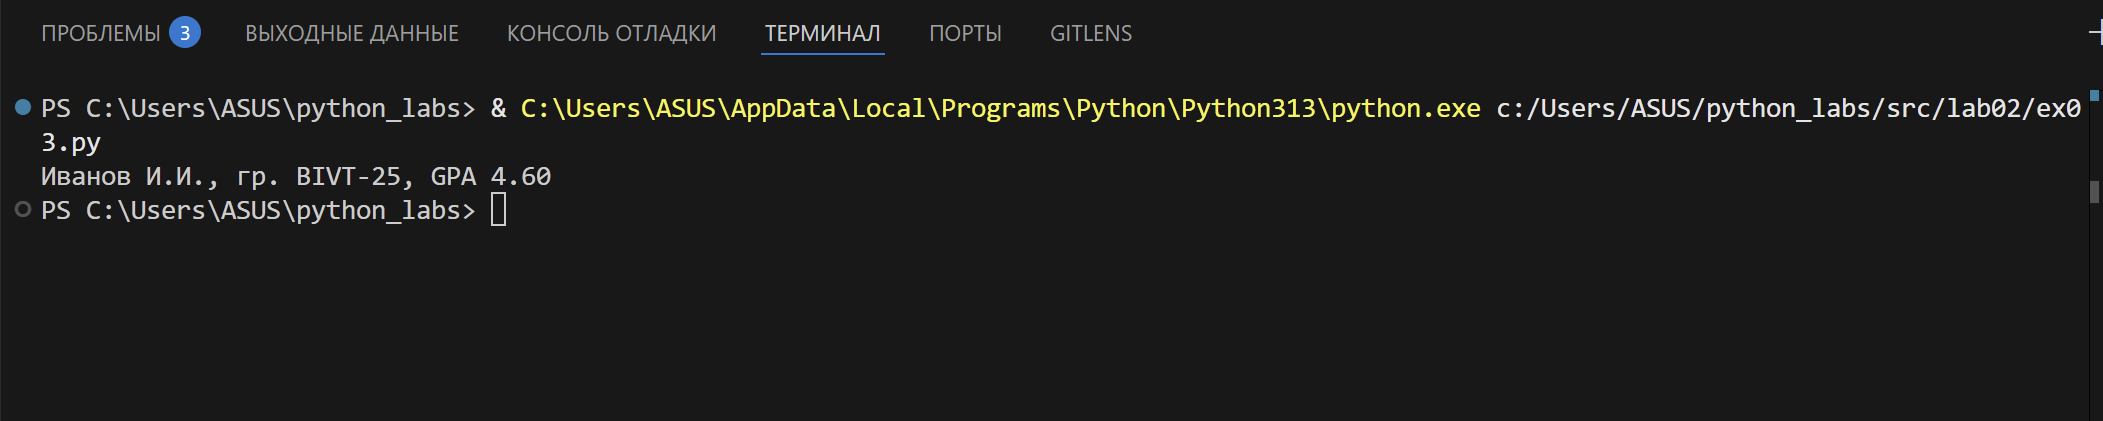 ПРОБЛЕМЫ 3 ВЫХОДНЫЕ ДАННЫЕ КОНСОЛЬ ОТЛАДКИ ТЕРМИНАЛ ПОРТЫ GITLENS
PS C:\Users\ASUS\python_labs> & C:\Users\ASUS\AppData\Local\Programs\Python\Python313\python.exe c:/Users/ASUS/python_labs/src/lab02/ex0
3.py
Иванов И.И., гр. BIVT-25, GPA 4.60
PS C:\Users\ASUS\python_labs>